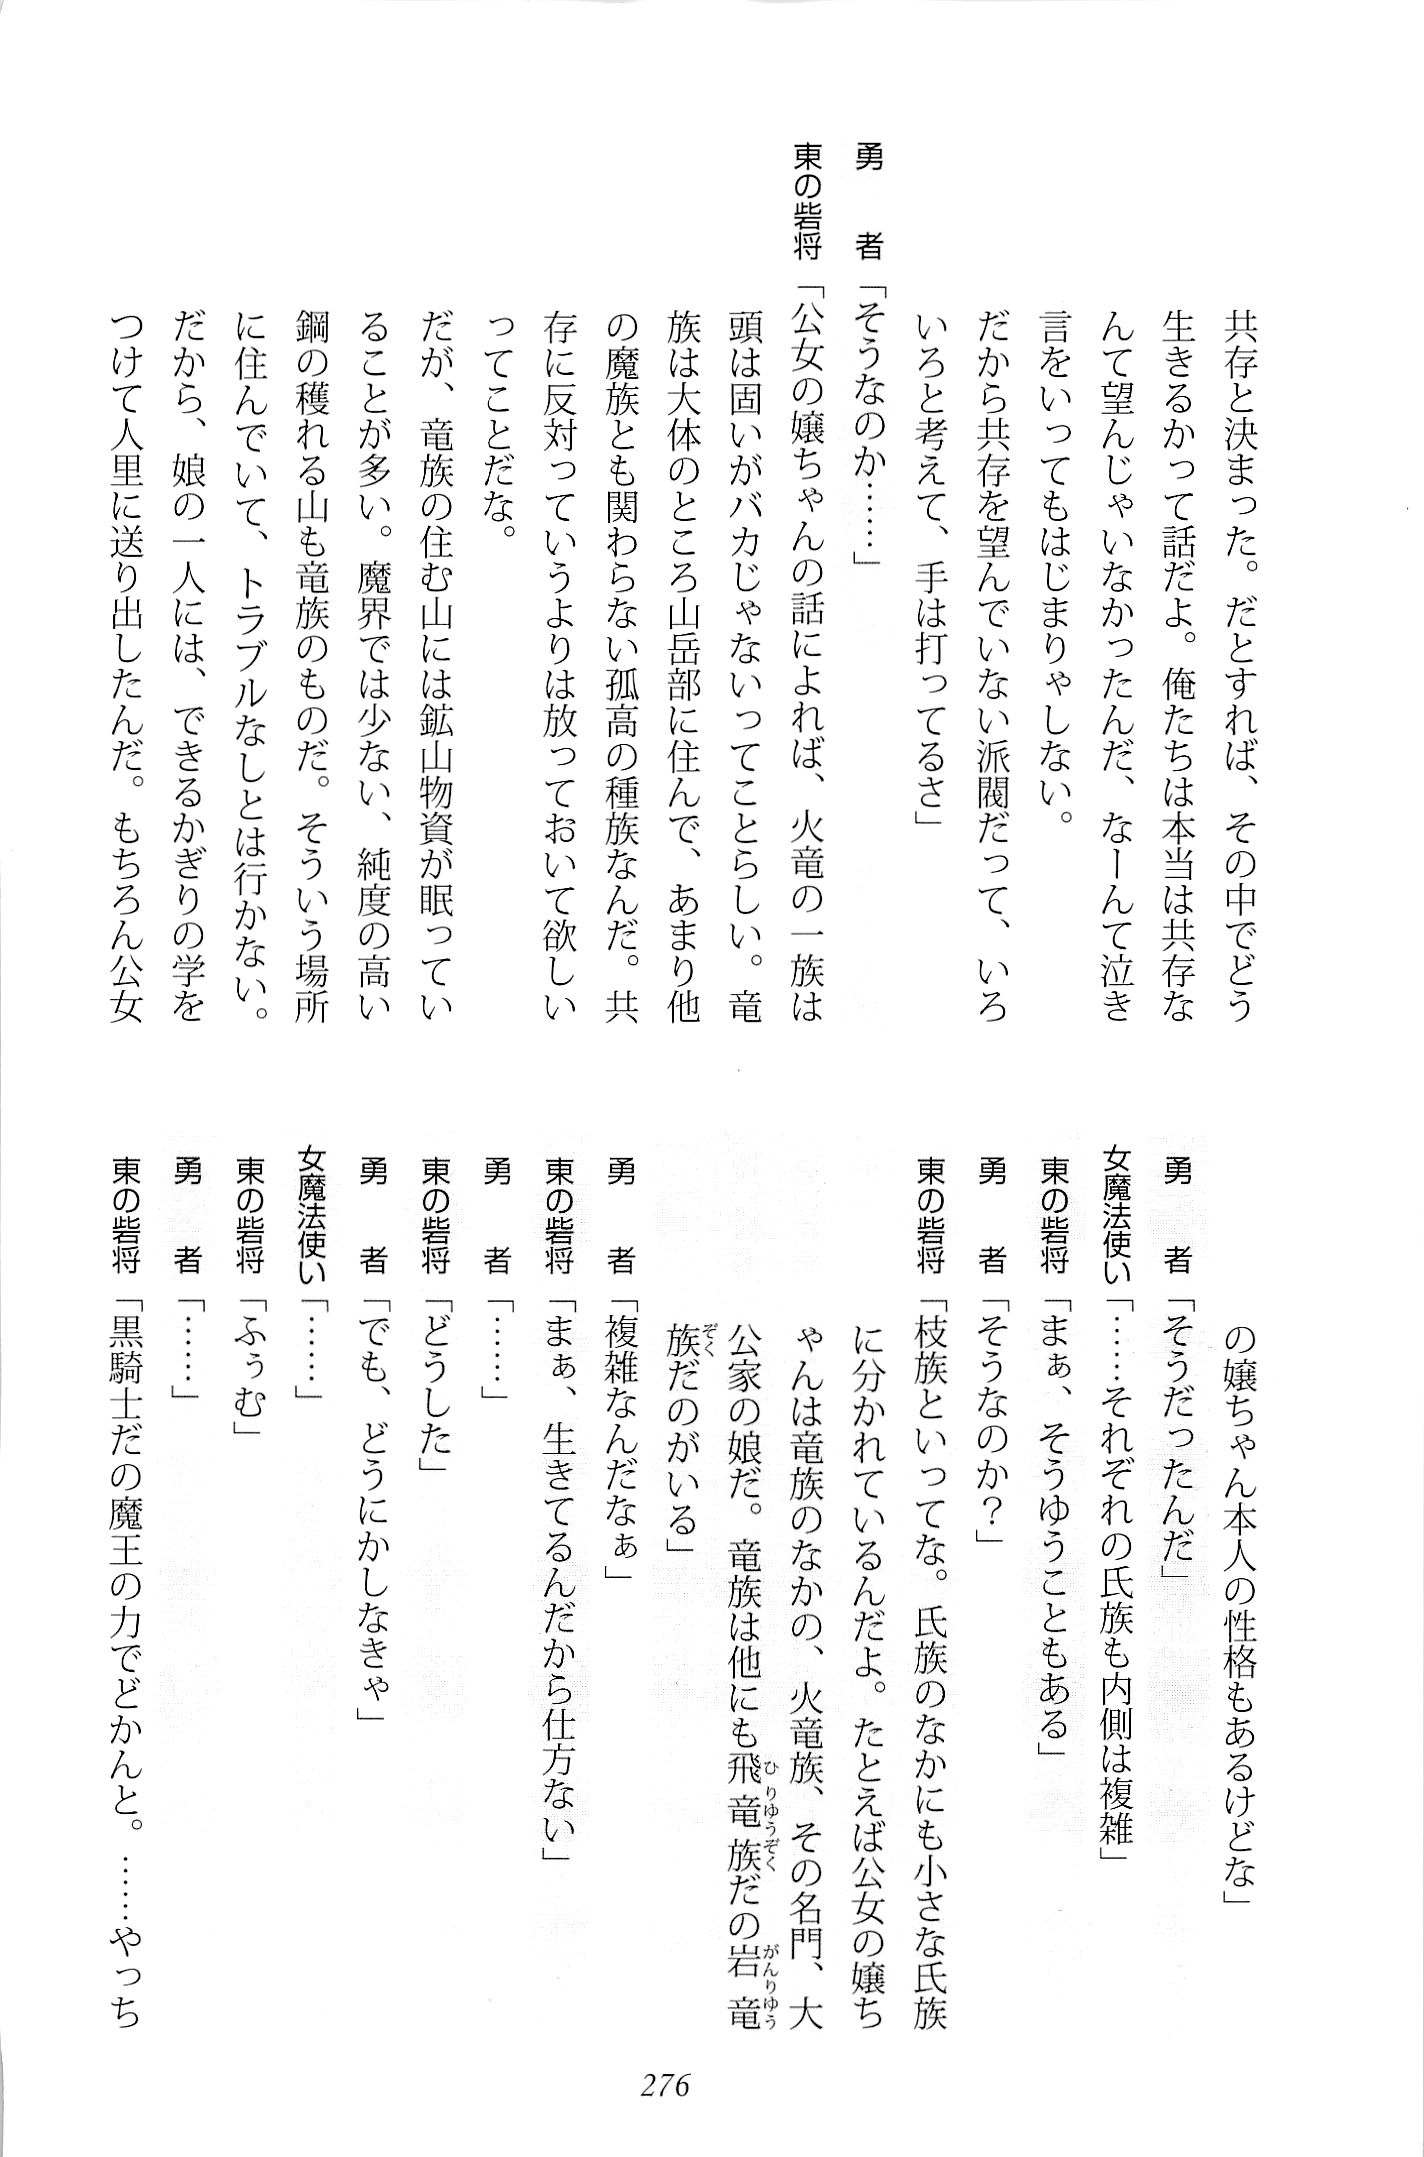 共存と決まった。だとすれば、その中でどう
生きるかって話だよ。俺たちは本当は共存な
んて望んじゃいなかったんだ、なーんて泣き
言をいってもはじまりゃしない。
だから共存を望んでいない派閥だって、いろ
いろと考えて、手は打ってるさ」
勇者「そうなのか……」
東の砦将「公女の嬢ちゃんの話によれば、火竜の一族は
頭は固いがバカじゃないってことらしい。竜
族は大体のところ山岳部に住んで、あまり他
の魔族とも関わらない孤高の種族なんだ。共
存に反対っていうよりは放っておいて欲しい
ってことだな。
だが、竜族の住む山には鉱山物資が眠ってい
ることが多い。魔界では少ない、純度の高い
鋼の穫れる山も竜族のものだ。そういう場所
に住んでいて、トラブルなしとは行かない。
だから、娘の一人には、できるかぎりの学を
つけて人里に送り出したんだ。もちろん公女
の嬢ちゃん本人の性格もあるけどな」
勇者「そうだったんだ」
女魔法使い「……それぞれの氏族も内側は複雑」
東の砦将「まぁ、そうゆうこともある」
勇者「そうなのか？」
東の砦将「枝族といってな。氏族のなかにも小さな氏族
に分かれているんだよ。たとえば公女の嬢ち
ゃんは竜族のなかの、火竜族、その名門、大
公家の娘だ。竜族は他にも飛竜族だの岩竜
族だのがいる」
勇者「複雑なんだなぁ」
東の砦将「まぁ、生きてるんだから仕方ない」
勇者「……」
東の砦将「どうした」
勇者「でも、どうにかしなきゃ」
女魔法使い「……」
東の砦将「ふぅむ」
勇者「……」
東の砦将「黒騎士だの魔王の力でどかんと。……やっち
276